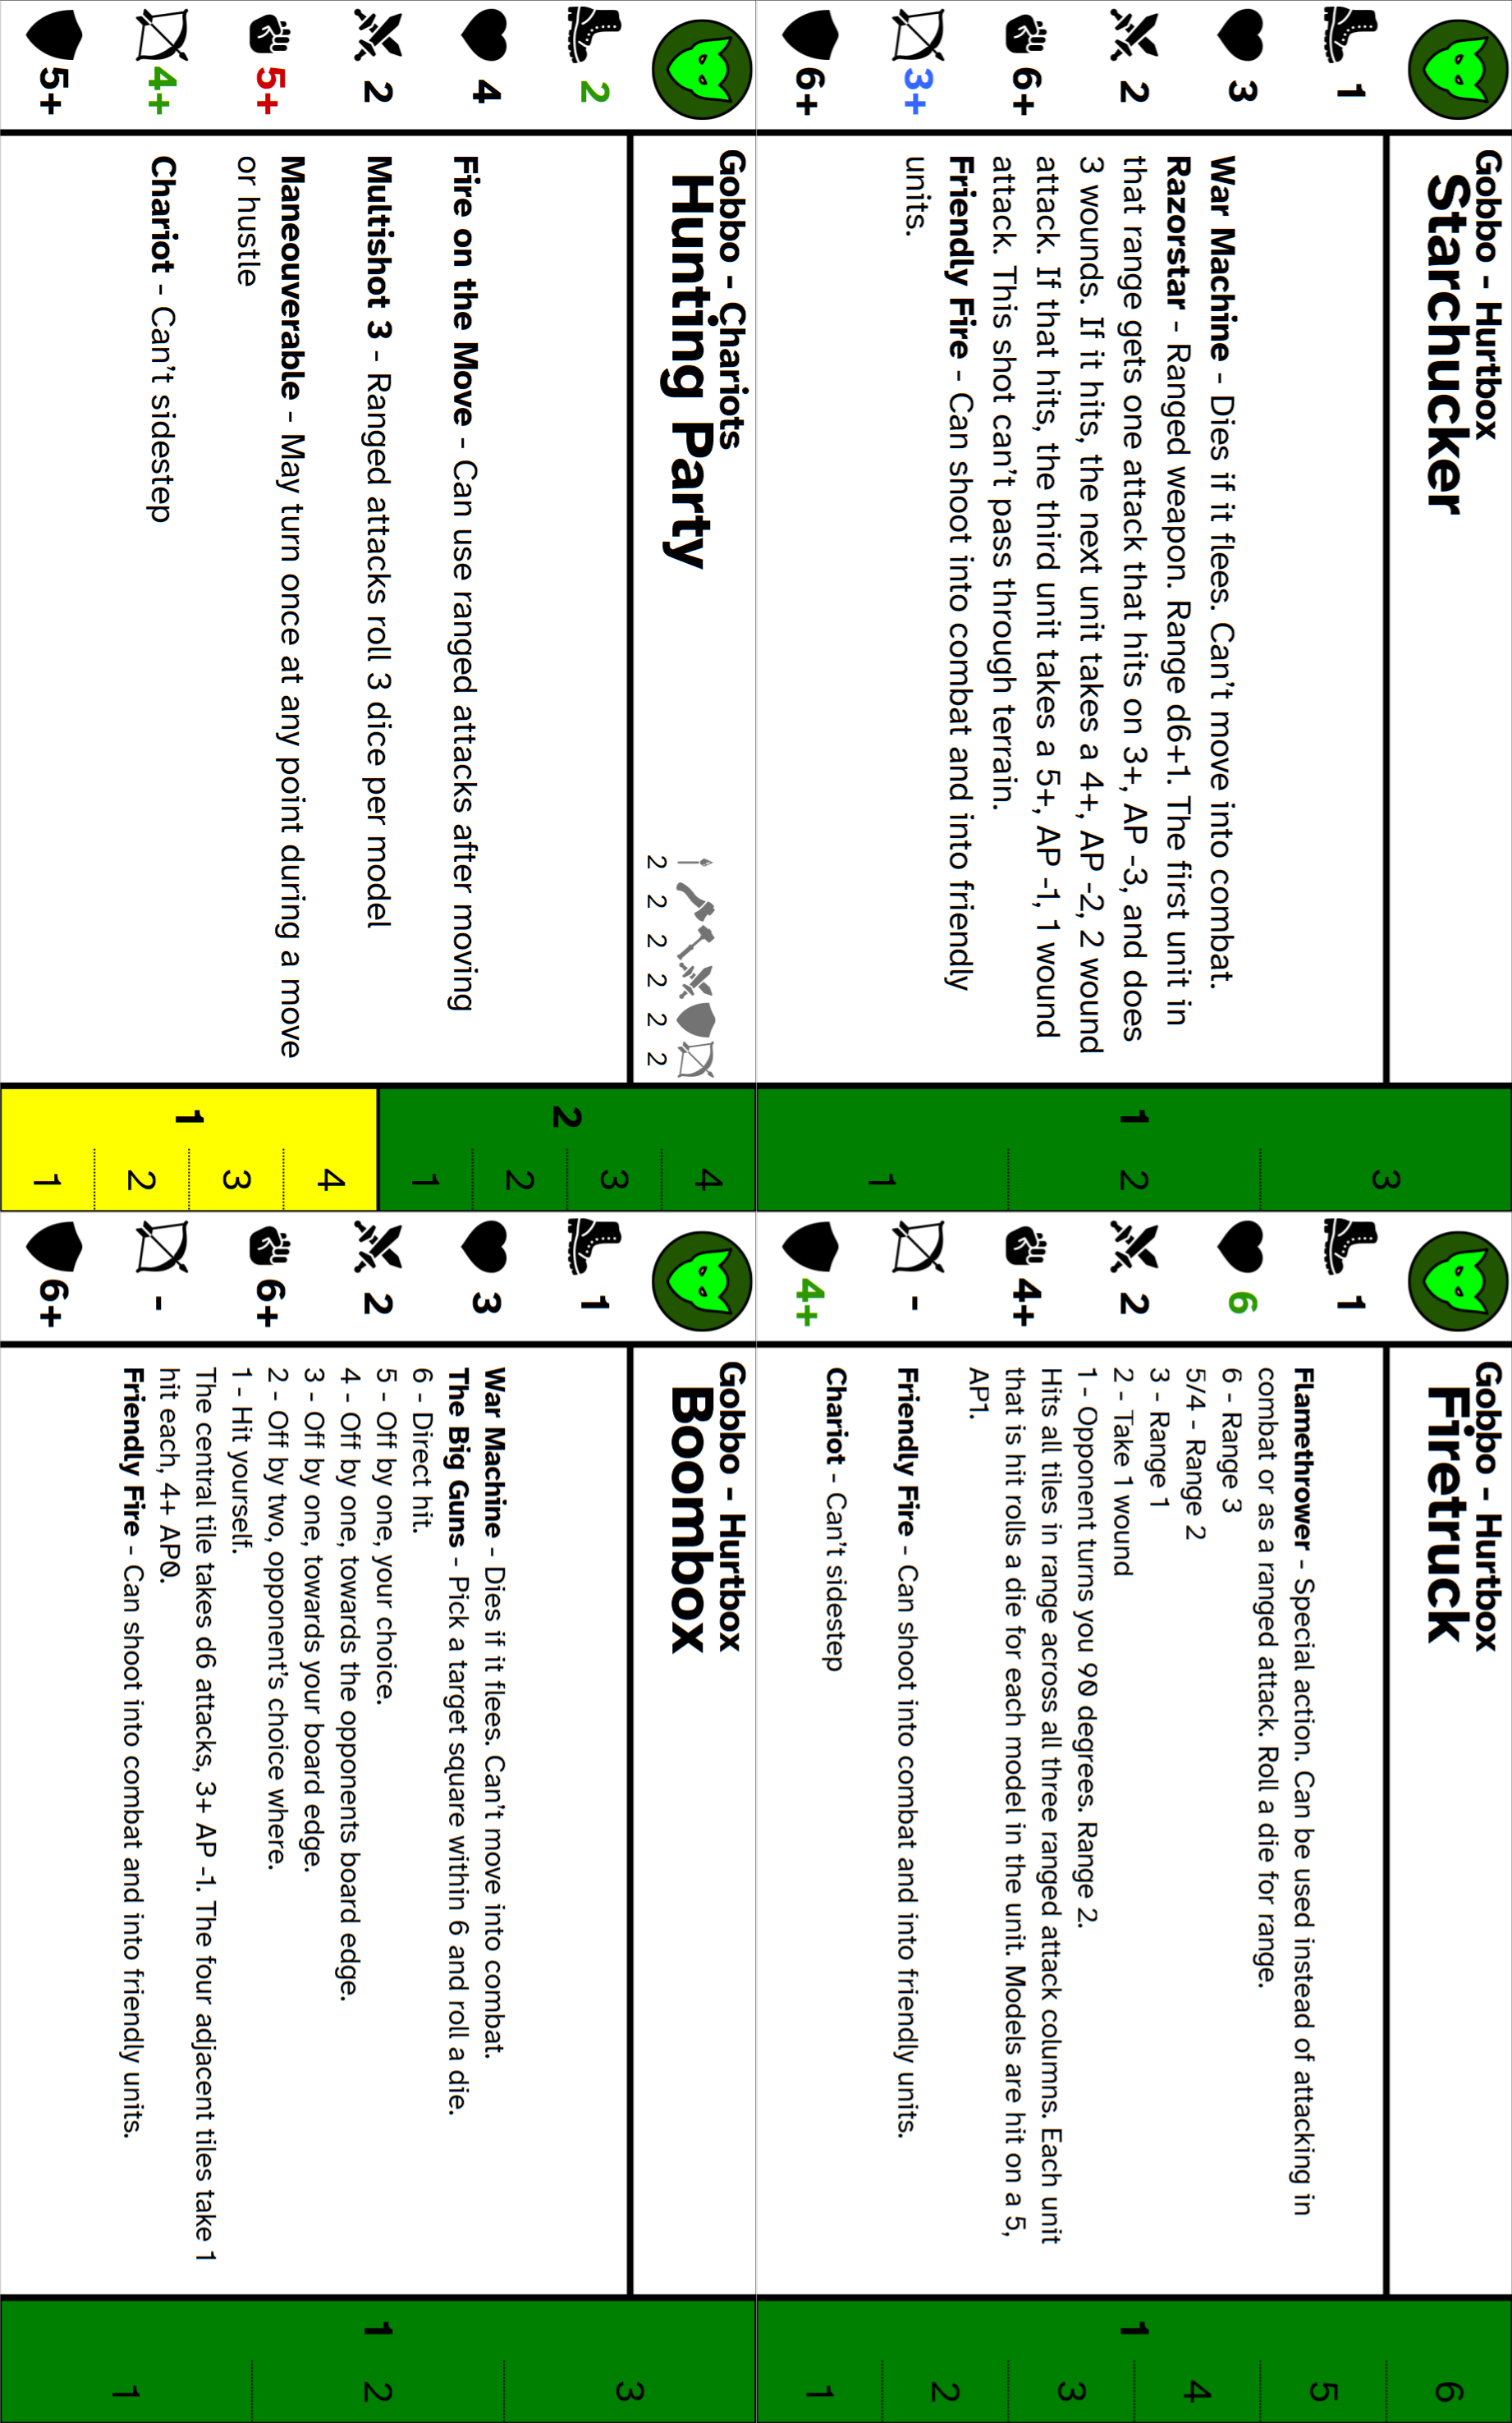 Gobbo - Hurtbox
Starchucker
1
3
2
6+
3+
6+
War Machine - Dies if it flees. Can't move into combat.
Razorstar - Ranged weapon. Range d6+1. The first unit in
that range gets one attack that hits on 3+, AP -3, and does
3 wounds. If it hits, the next unit takes a 4+, AP -2, 2 wound
attack. If that hits, the third unit takes a 5+, AP -1, 1 wound
attack. This shot can't pass through terrain.
Friendly Fire - Can shoot into combat and into friendly
units.
1
3
2
1
Gobbo - Hurtbox
Firetruck
1
6
2
4+
-
4+
Flamethrower - Special action. Can be used instead of attacking in
combat or as a ranged attack. Roll a die for range.
6 - Range 3
5/4 - Range 2
3 - Range 1
2 - Take 1 wound
1 - Opponent turns you 90 degrees. Range 2.
Hits all tiles in range across all three ranged attack columns. Each unit
that is hit rolls a die for each model in the unit. Models are hit on a 5,
AP1.
Friendly Fire - Can shoot into combat and into friendly units.
Chariot - Can't sidestep
1
6
5
4
3
2
1
Gobbo - Chariots
Hunting Party
2 2 2 2 2 2
2
4
2
5+
4+
5+
Fire on the Move - Can use ranged attacks after moving
Multishot 3 - Ranged attacks roll 3 dice per model
Maneouverable - May turn once at any point during a move
or hustle
Chariot - Can't sidestep
2
4
3
2
1
1
4
3
2
1
Gobbo - Hurtbox
Boombox
1
3
2
6+
-
6+
War Machine - Dies if it flees. Can't move into combat.
The Big Guns - Pick a target square within 6 and roll a die.
6 - Direct hit.
5 - Off by one, your choice.
4 - Off by one, towards the opponents board edge.
3 - Off by one, towards your board edge.
2 - Off by two, opponent's choice where.
1 - Hit yourself.
The central tile takes d6 attacks, 3+ AP -1. The four adjacent tiles take 1
hit each, 4+ AP0.
Friendly Fire - Can shoot into combat and into friendly units.
1
3
2
1